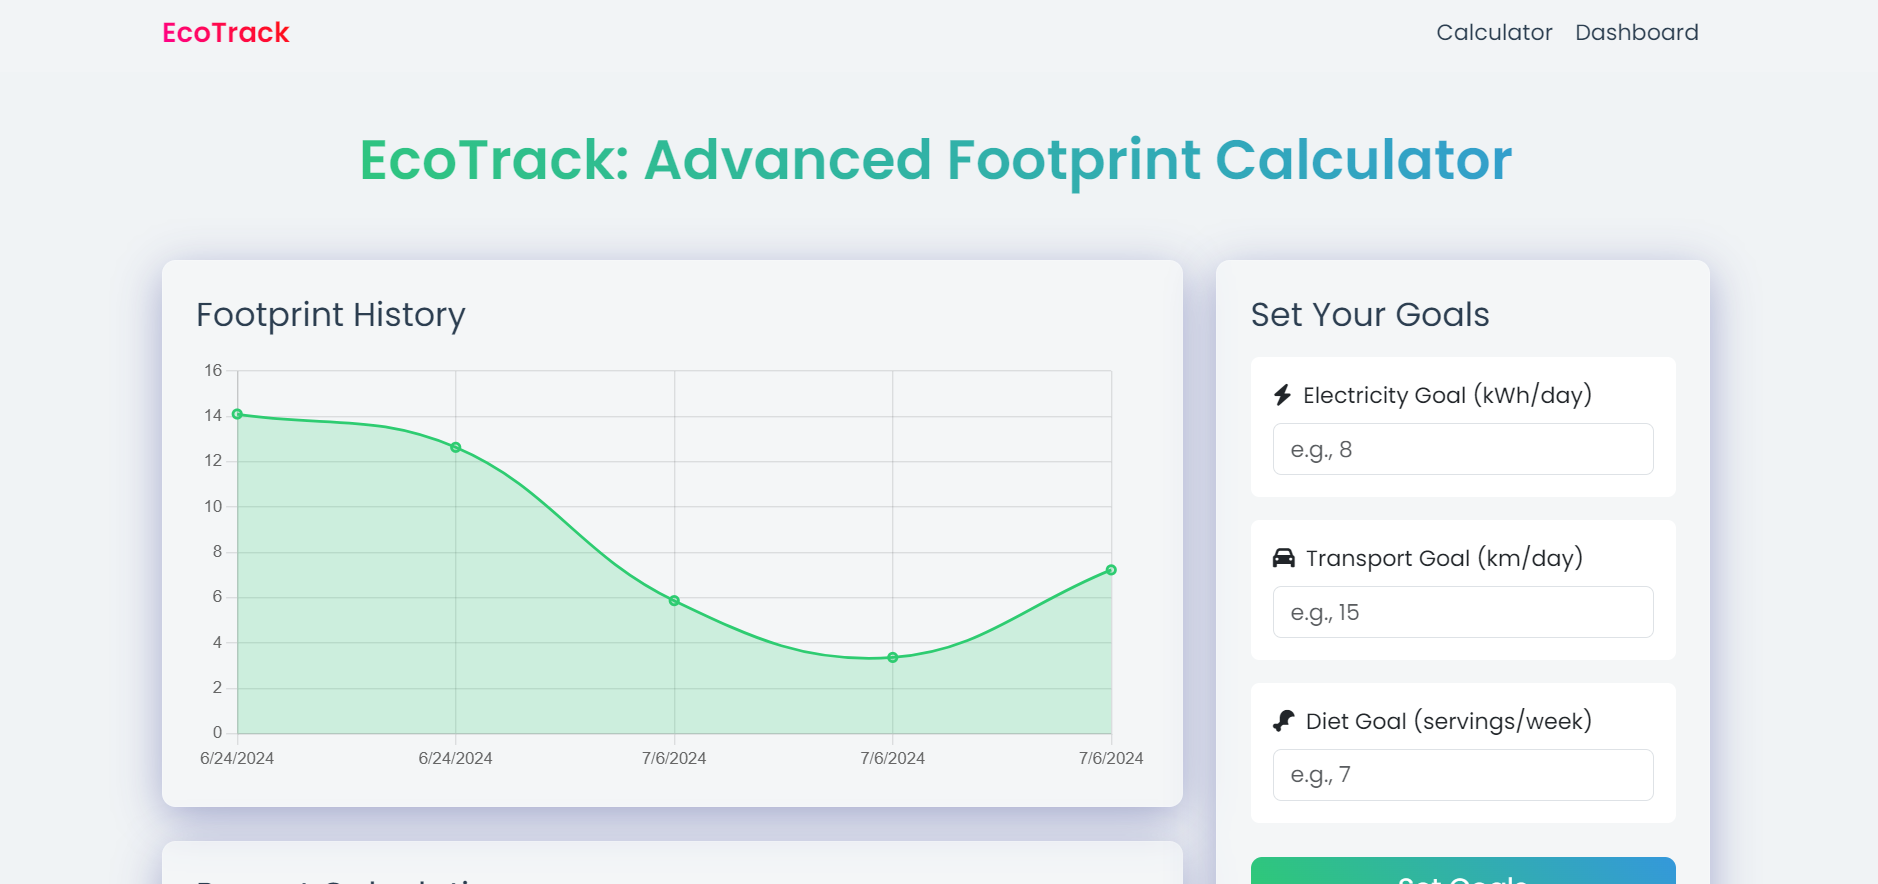 EcoTrack
Calculator Dashboard
EcoTrack: Advanced Footprint Calculator
Footprint History
16
14
12
10
8
6
4
2
0
6/24/2024 6/24/2024 7/6/2024 7/6/2024 7/6/2024
Set Your Goals
Electricity Goal (kWh/day)
e.g., 8
Transport Goal (km/day)
e.g., 15
Diet Goal (servings/week)
e.g., 7
Set Goals